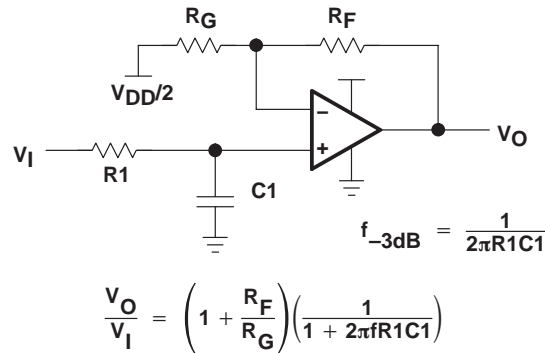 RG
RF
VDD/2
−
+
VI
R1
C1
VO
f−3dB = 1/2πR1C1
VO/VI = (1 + RF/RG)(1/1 + 2πfR1C1)